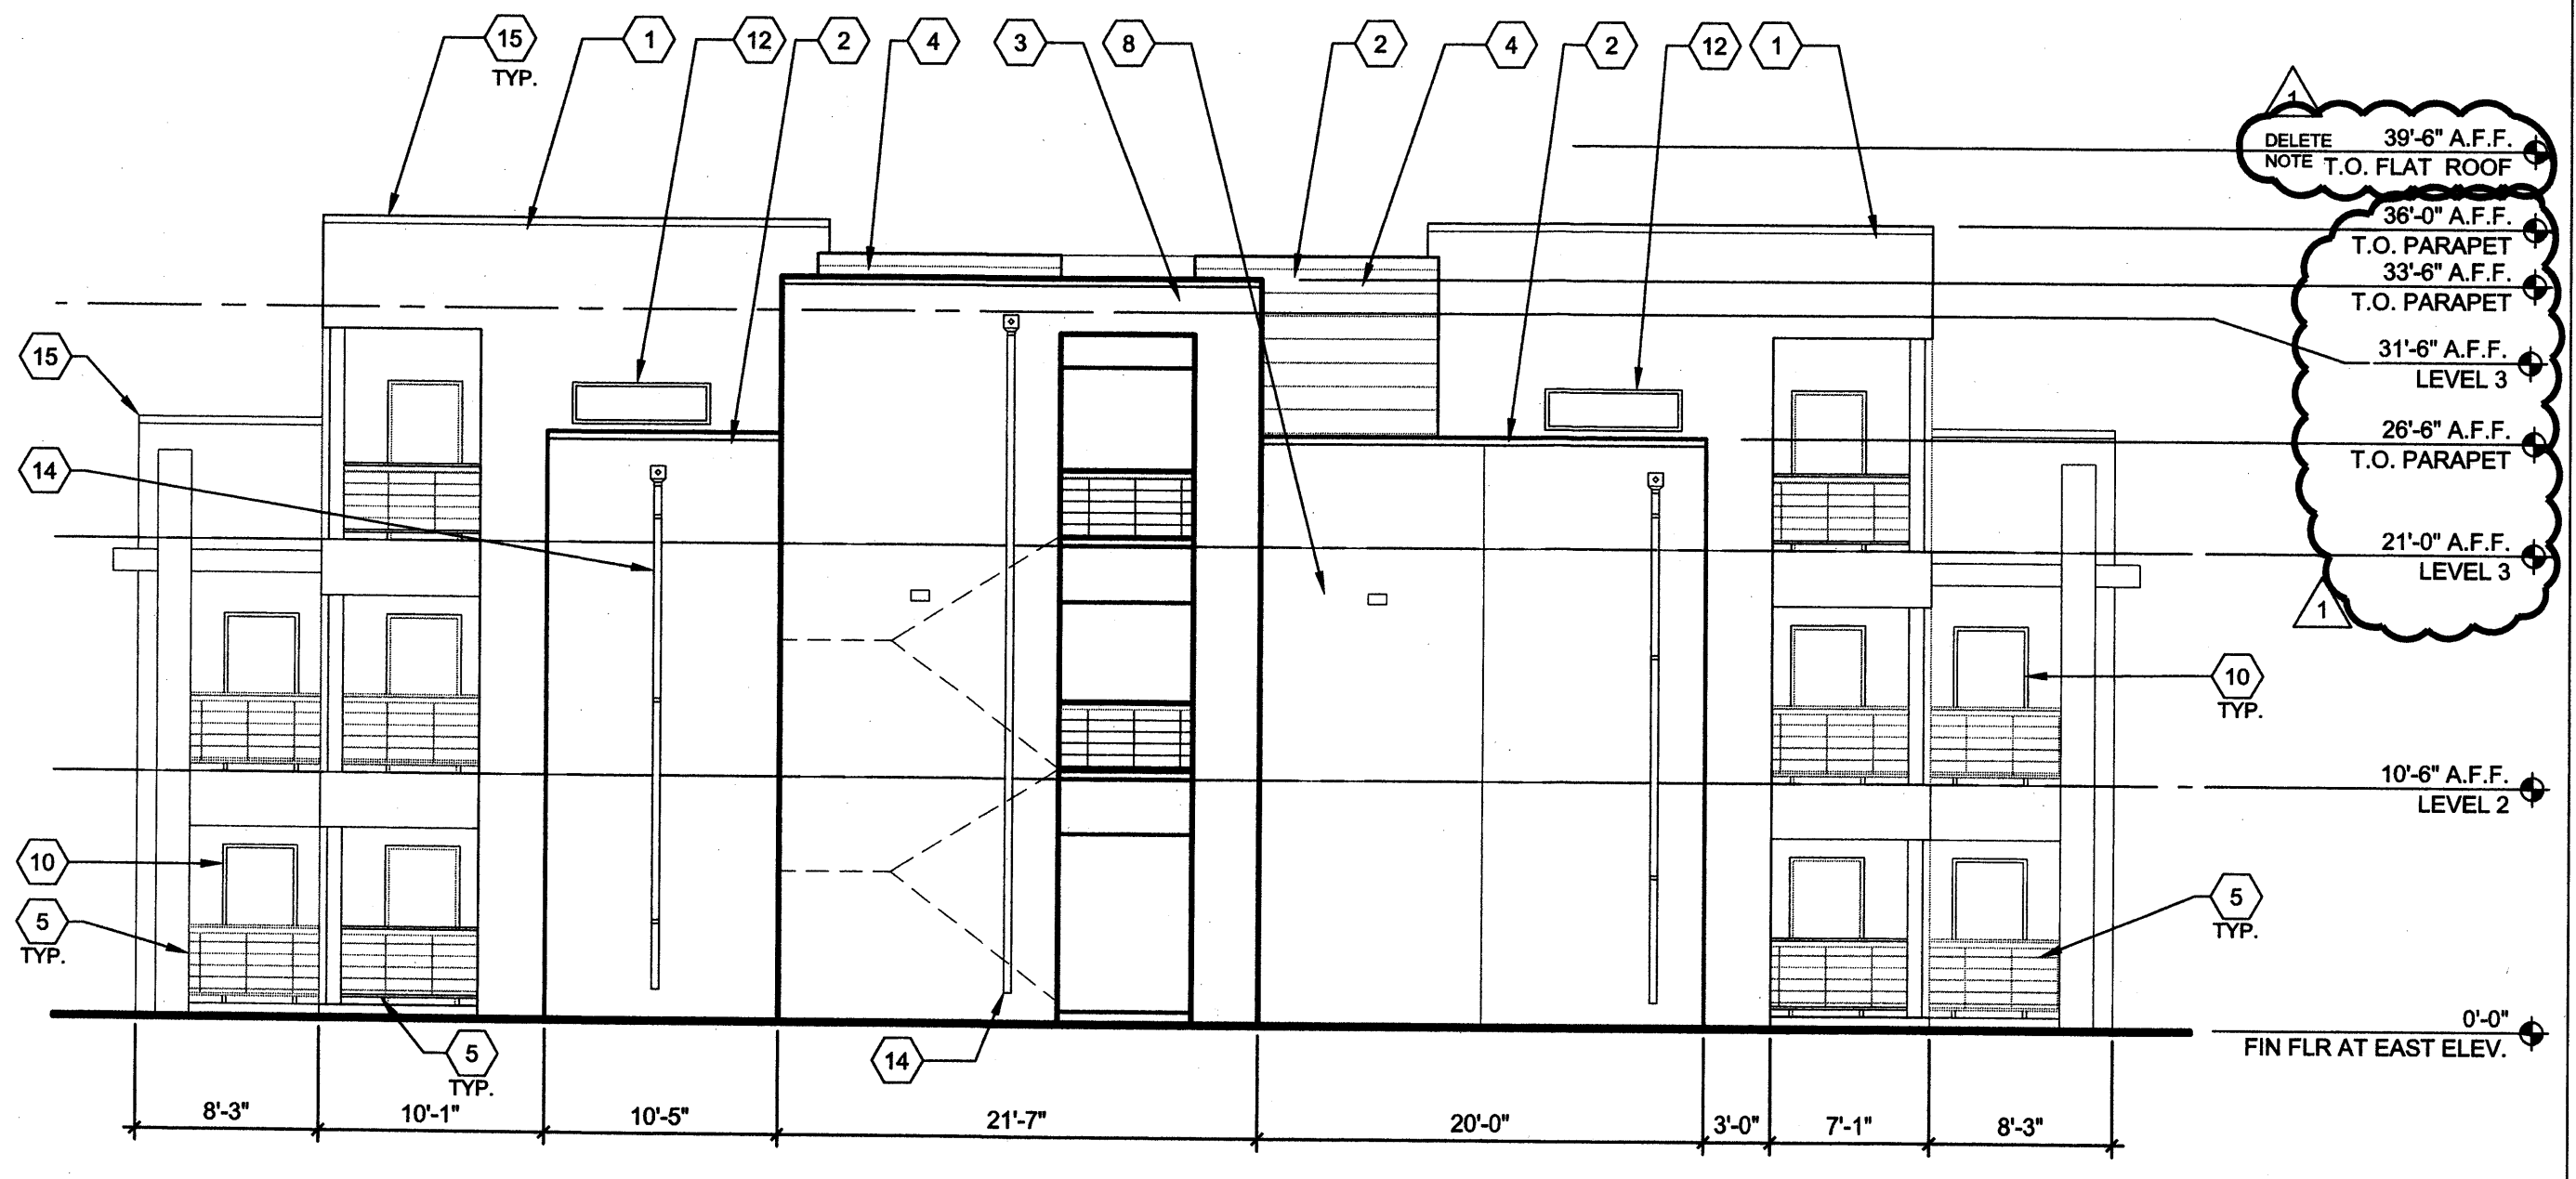 15
TYP.
1
12
2
4
3
8
2
4
2
12
1
1
DELETE 39'-6" A.F.F.
NOTE T.O. FLAT ROOF
36'-0" A.F.F.
T.O. PARAPET
33'-6" A.F.F.
T.O. PARAPET
31'-6" A.F.F.
LEVEL 3
26'-6" A.F.F.
T.O. PARAPET
21'-0" A.F.F.
LEVEL 3
1
15
14
10
TYP.
10'-6" A.F.F.
LEVEL 2
10
5
TYP.
5
TYP.
0'-0"
FIN FLR AT EAST ELEV.
5
TYP.
14
8'-3"
10'-1"
10'-5"
21'-7"
20'-0"
3'-0"
7'-1"
8'-3"